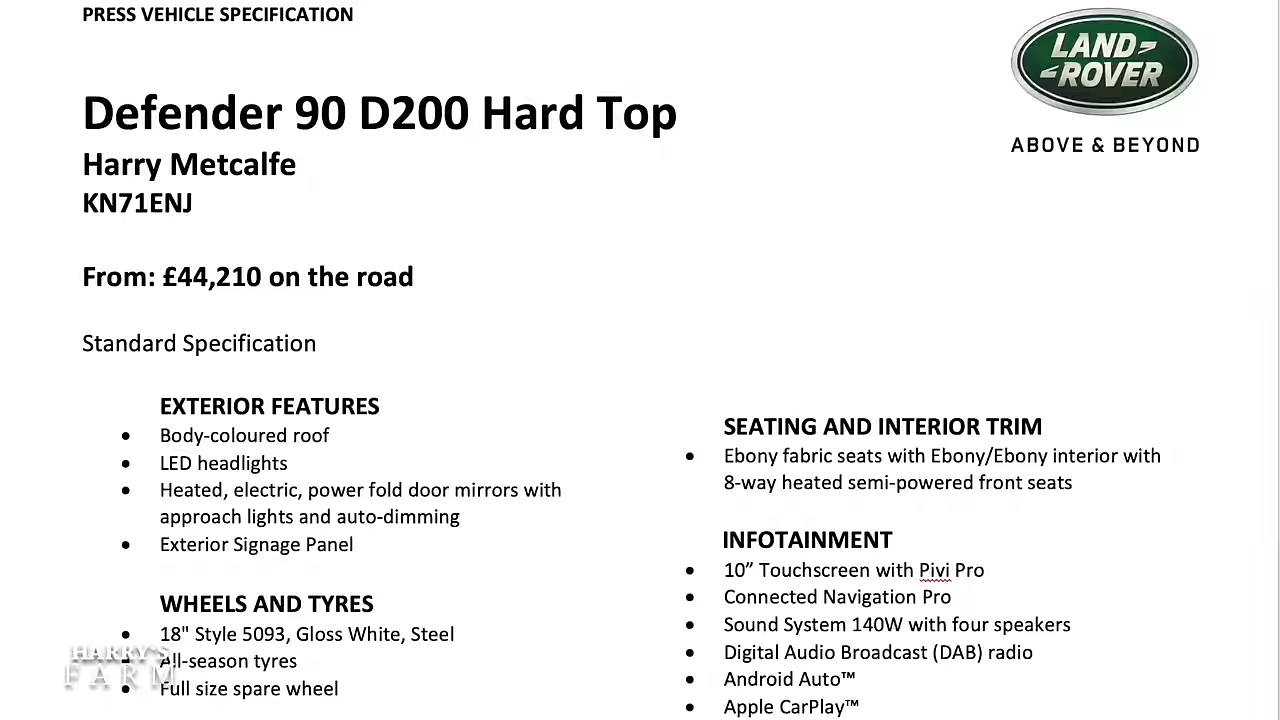 PRESS VEHICLE SPECIFICATION
LAND-
-ROVER
ABOVE & BEYOND
Defender 90 D200 Hard Top
Harry Metcalfe
KN71ENJ
From: £44,210 on the road
Standard Specification
EXTERIOR FEATURES
• Body-coloured roof
• LED headlights
• Heated, electric, power fold door mirrors with
approach lights and auto-dimming
• Exterior Signage Panel
WHEELS AND TYRES
• 18" Style 5093, Gloss White, Steel
• All-season tyres
• Full size spare wheel
SEATING AND INTERIOR TRIM
• Ebony fabric seats with Ebony/Ebony interior with
8-way heated semi-powered front seats
INFOTAINMENT
• 10” Touchscreen with Pivi Pro
• Connected Navigation Pro
• Sound System 140W with four speakers
• Digital Audio Broadcast (DAB) radio
• Android Auto™
• Apple CarPlay™
HARRY'S
FARM